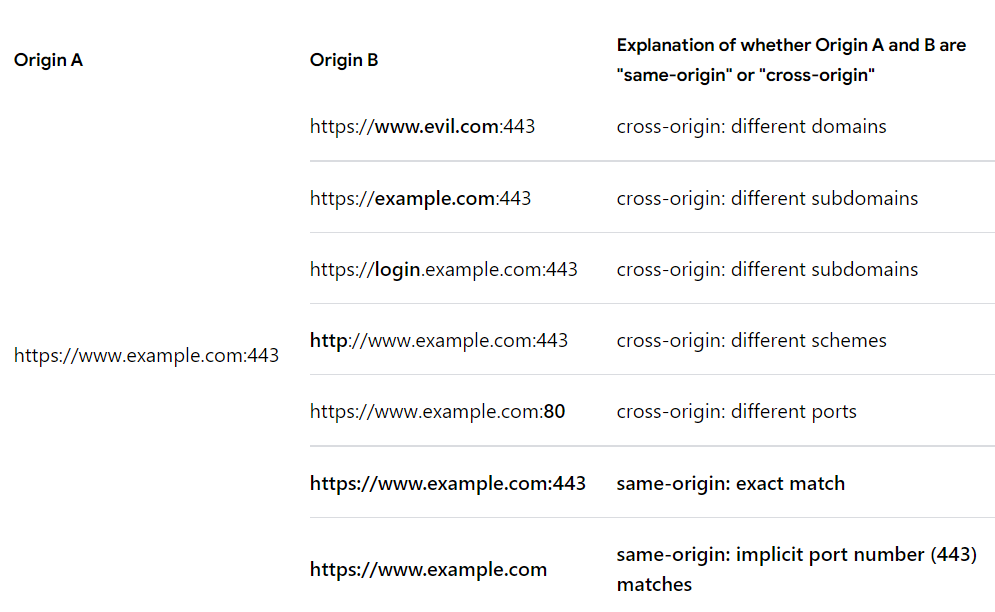 Origin A
Origin B
Explanation of whether Origin A and B are
"same-origin" or "cross-origin"
https://www.example.com:443
https://www.evil.com:443
cross-origin: different domains
https://example.com:443
cross-origin: different subdomains
https://login.example.com:443
cross-origin: different subdomains
http://www.example.com:443
cross-origin: different schemes
https://www.example.com:80
cross-origin: different ports
https://www.example.com:443
same-origin: exact match
https://www.example.com
same-origin: implicit port number (443)
matches